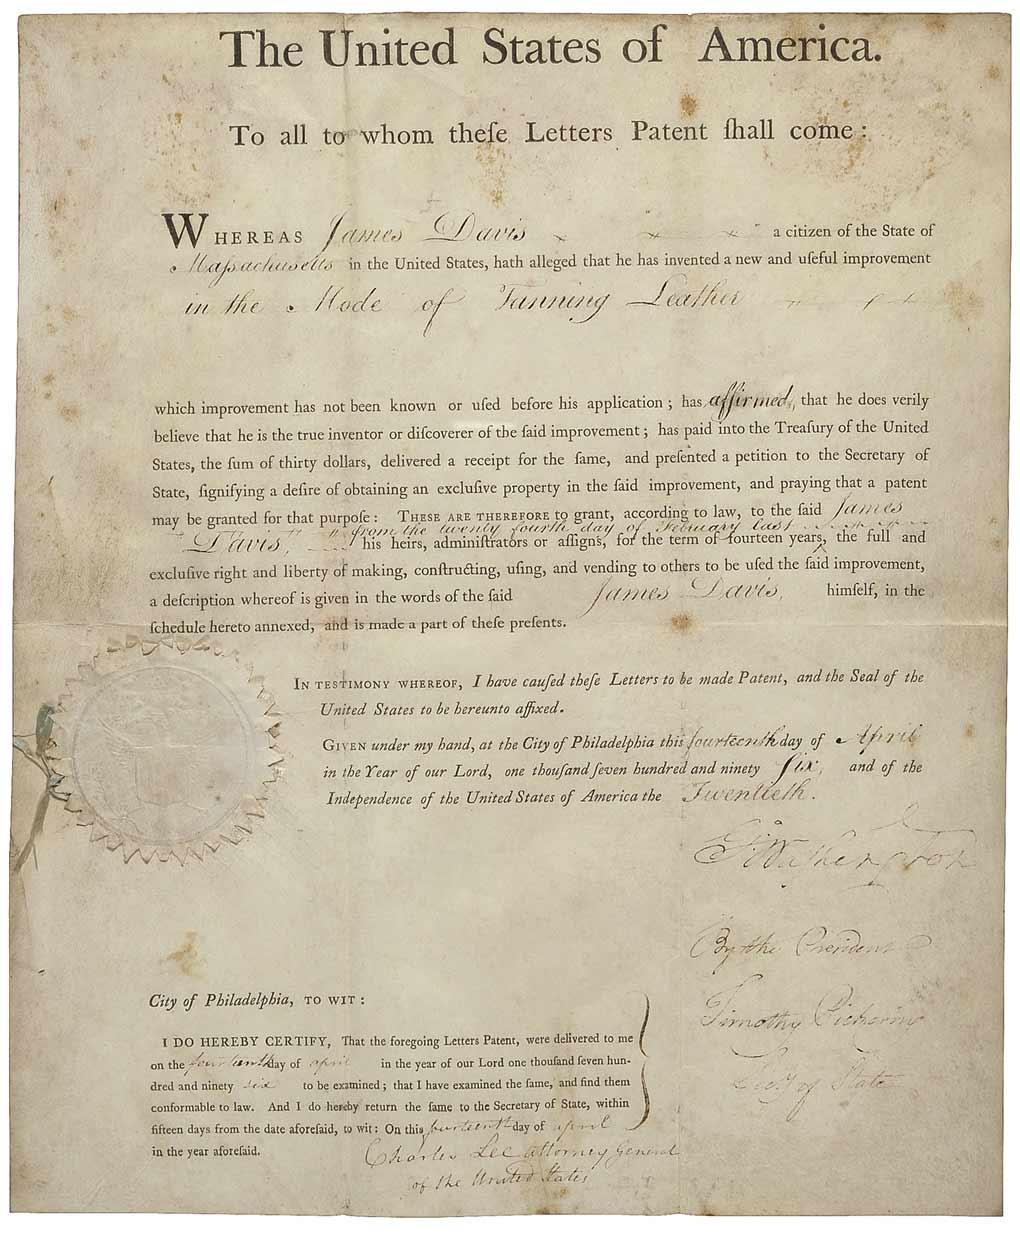 The United States of America.
To all to whom theſe Letters Patent ſhall come:
WHEREAS James Davis a citizen of the State of
Maſsachusetts in the United States, hath alleged that he has invented a new and uſeful improvement
in the Mode of Tanning Leather
which improvement has not been known or uſed before his application; has affirmed, that he does verily
believe that he is the true inventor or diſcoverer of the ſaid improvement; has paid into the Treaſury of the United
States, the ſum of thirty dollars, delivered a receipt for the ſame, and preſented a petition to the Secretary of
State, ſignifying a deſire of obtaining an excluſive property in the ſaid improvement, and praying that a patent
may be granted for that purpoſe: THESE ARE THEREFORE to grant, according to law, to the ſaid James
from the twenty fourth day of February last
Davis, his heirs, adminiſtrators or aſſigns, for the term of fourteen years, the full and
excluſive right and liberty of making, conſtructing, uſing, and vending to others to be uſed the ſaid improvement,
a deſcription whereof is given in the words of the ſaid James Davis, himſelf, in the
ſchedule hereto annexed, and is made a part of theſe preſents.
IN TESTIMONY WHEREOF, I have cauſed theſe Letters to be made Patent, and the Seal of the
United States to be hereunto affixed.
GIVEN under my hand, at the City of Philadelphia this fourteenth day of April
in the Year of our Lord, one thouſand ſeven hundred and ninety ſix, and of the
Independence of the United States of America the Twentieth.
G. Washington
By the President
Timothy Pickering
Secy of State
City of Philadelphia, TO WIT:
I DO HEREBY CERTIFY, That the foregoing Letters Patent, were delivered to me
on the fourteenth day of april in the year of our Lord one thouſand ſeven hun-
dred and ninety six to be examined; that I have examined the ſame, and find them
conformable to law. And I do hereby return the ſame to the Secretary of State, within
fifteen days from the date aforeſaid, to wit: On this fourteenth day of april
in the year aforeſaid.
Charles Lee attorney General
of the United States